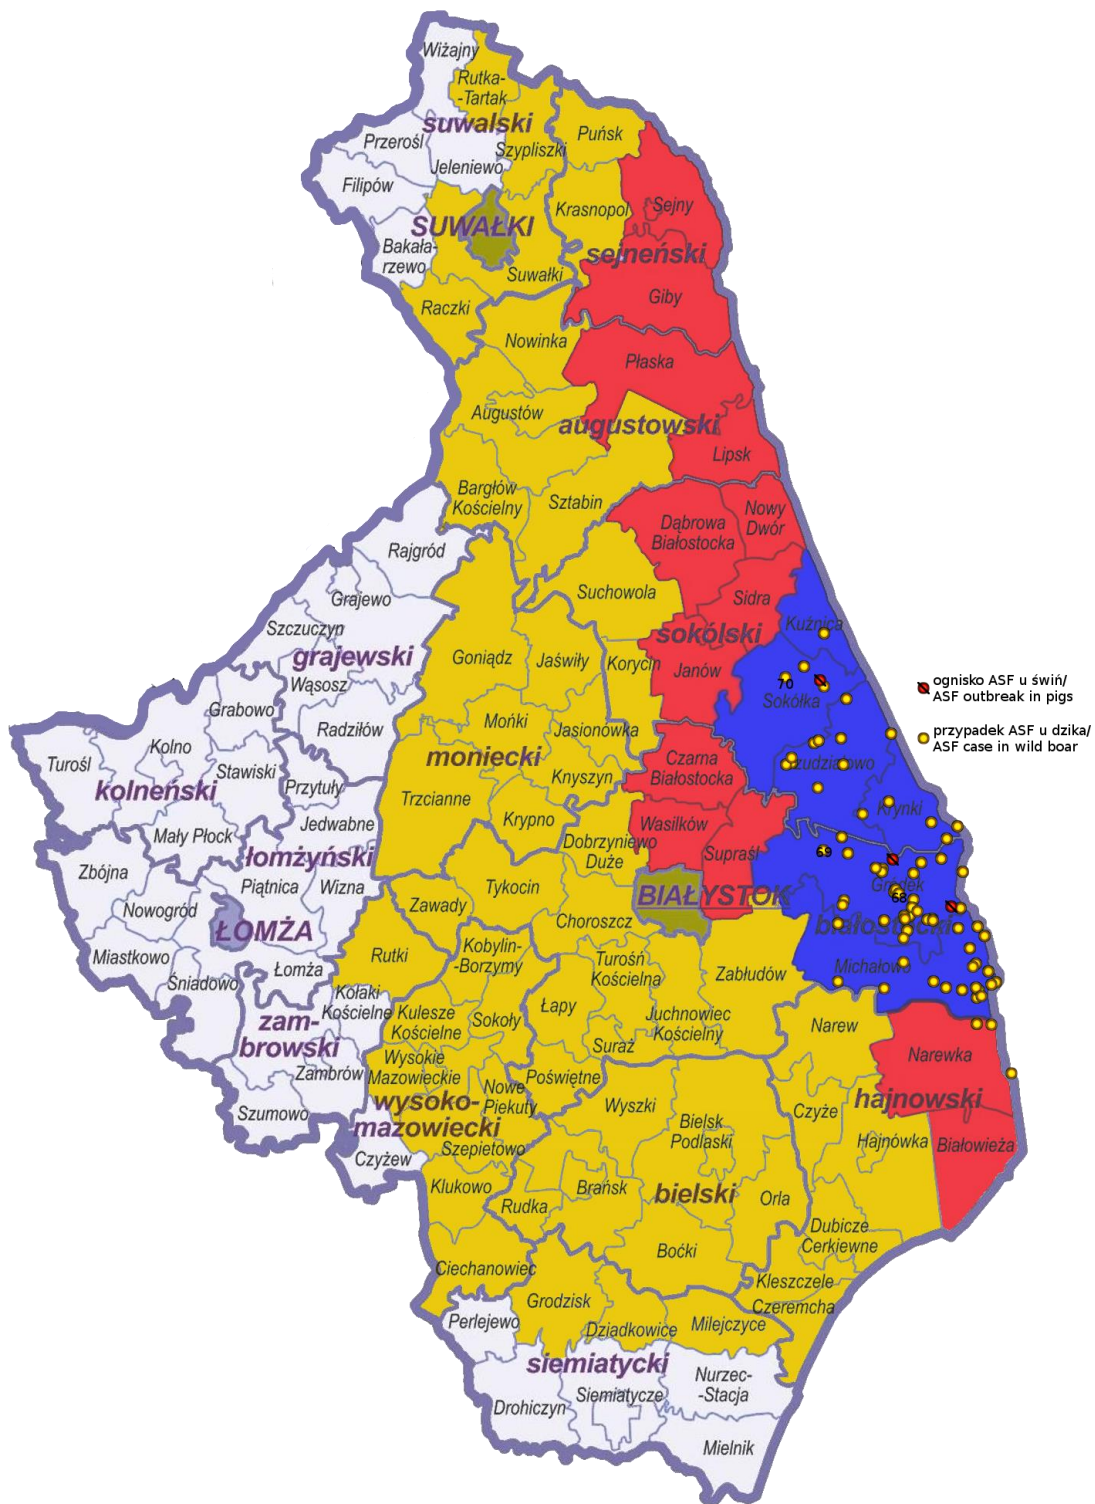 Wiżajny
Rutka-
-Tartak
suwalski
Puńsk
Przerośl
Szypliszki
Jeleniewo
Filipów
Sejny
Krasnopol
SUWAŁKI
Bakała-
rzewo
sejneński
Suwałki
Giby
Raczki
Nowinka
Płaska
Augustów
augustowski
Lipsk
Bargłów
Kościelny
Sztabin
Nowy
Dwór
Dąbrowa
Białostocka
Rajgród
Suchowola
Sidra
Grajewo
Kuźnica
Szczuczyn
sokólski
grajewski
Goniądz
Jaświły
Korycin
Janów
Wąsosz
70
Sokółka
ognisko ASF u świń/
ASF outbreak in pigs
Grabowo
Radziłów
Mońki
Jasionówka
przypadek ASF u dzika/
ASF case in wild boar
Kolno
moniecki
Czarna
Białostocka
Turośl
Stawiski
Knyszyn
kolneński
Przytuły
Trzcianne
Krynki
Mały Płock
Jedwabne
Krypno
Wasilków
łomżyński
Dobrzyniewo
Duże
Supraśl
69
Zbójna
Piątnica
Wizna
Tykocin
Gródek
BIAŁYSTOK
68
Nowogród
Zawady
ŁOMŻA
Choroszcz
białostocki
Miastkowo
Rutki
Kobylin-
-Borzymy
Łomża
Turośń
Kościelna
Zabłudów
Michałowo
Śniadowo
Kołaki
Kościelne
Kulesze
Kościelne
Sokoły
Łapy
Juchnowiec
Kościelny
Narew
zam-
browski
Suraż
Wysokie
Mazowieckie
Narewka
Zambrów
Nowe
Piekuty
Poświętne
wysoko-
mazowiecki
Szumowo
Wyszki
Czyże
hajnowski
Bielsk
Podlaski
Hajnówka
Białowieża
Szepietowo
Czyżew
Klukowo
Rudka
Brańsk
bielski
Orla
Dubicze
Cerkiewne
Boćki
Ciechanowiec
Kleszczele
Grodzisk
Czeremcha
Perlejewo
Dziadkowice
Milejczyce
siemiatycki
Nurzec-
-Stacja
Siemiatycze
Drohiczyn
Mielnik